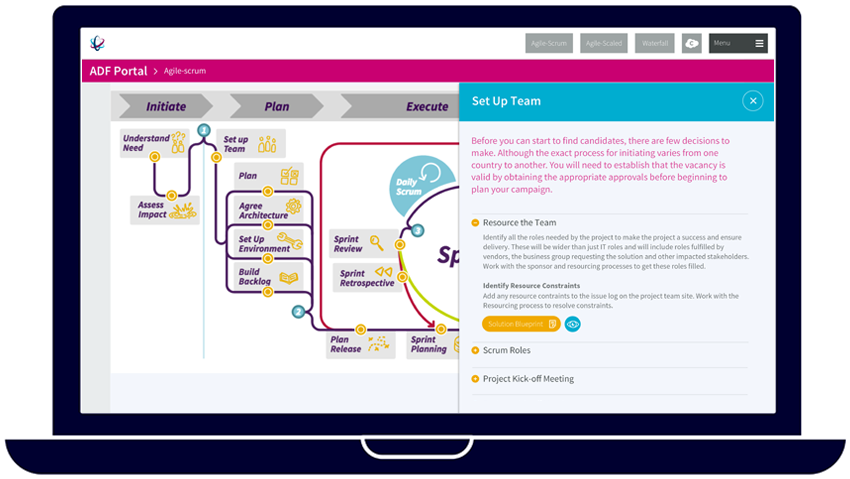 Agile-Scrum
Agile-Scaled
Waterfall
Menu
ADF Portal > Agile-scrum
Initiate
Plan
Execute
Understand
Need
1
Set up
Team
Assess
Impact
Plan
Agree
Architecture
Set Up
Environment
Build
Backlog
2
Plan
Release
Daily
Scrum
3
Sprint
Review
Sprint
Retrospective
Sprint
Planning
Sp
Set Up Team
Before you can start to find candidates, there are few decisions to
make. Although the exact process for initiating varies from one
country to another. You will need to establish that the vacancy is
valid by obtaining the appropriate approvals before beginning to
plan your campaign.
Resource the Team
Identify all the roles needed by the project to make the project a success and ensure
delivery. These will be wider than just IT roles and will include roles fulfilled by
vendors, the business group requesting the solution and other impacted stakeholders.
Work with the sponsor and resourcing processes to get these roles filled.
Identify Resource Constraints
Add any resource contraints to the issue log on the project team site. Work with the
Resourcing process to resolve constraints.
Solution Blueprint
Scrum Roles
Project Kick-off Meeting